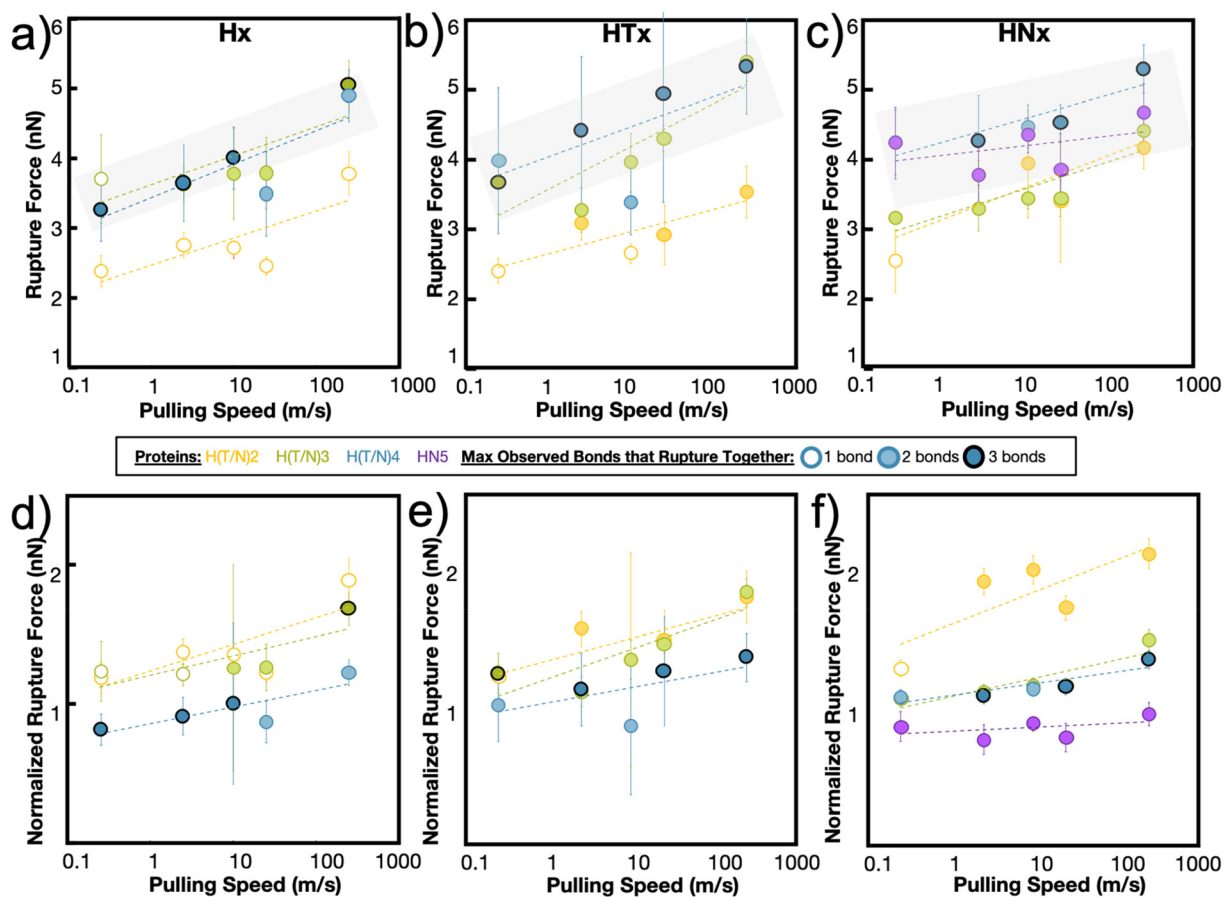 a)
Hx
b)
HTx
c)
HNx
Rupture Force (nN)
6
5
4
3
2
1
0.1
1
10
100
1000
Pulling Speed (m/s)
Rupture Force (nN)
6
5
4
3
2
1
0.1
1
10
100
1000
Pulling Speed (m/s)
Rupture Force (nN)
6
5
4
3
2
1
0.1
1
10
100
1000
Pulling Speed (m/s)
Proteins: H(T/N)2 H(T/N)3 H(T/N)4 HN5 Max Observed Bonds that Rupture Together: 1 bond 2 bonds 3 bonds
d)
e)
f)
Normalized Rupture Force (nN)
2
1
0.1
1
10
100
1000
Pulling Speed (m/s)
Normalized Rupture Force (nN)
2
1
0.1
1
10
100
1000
Pulling Speed (m/s)
Normalized Rupture Force (nN)
2
1
0.1
1
10
100
1000
Pulling Speed (m/s)